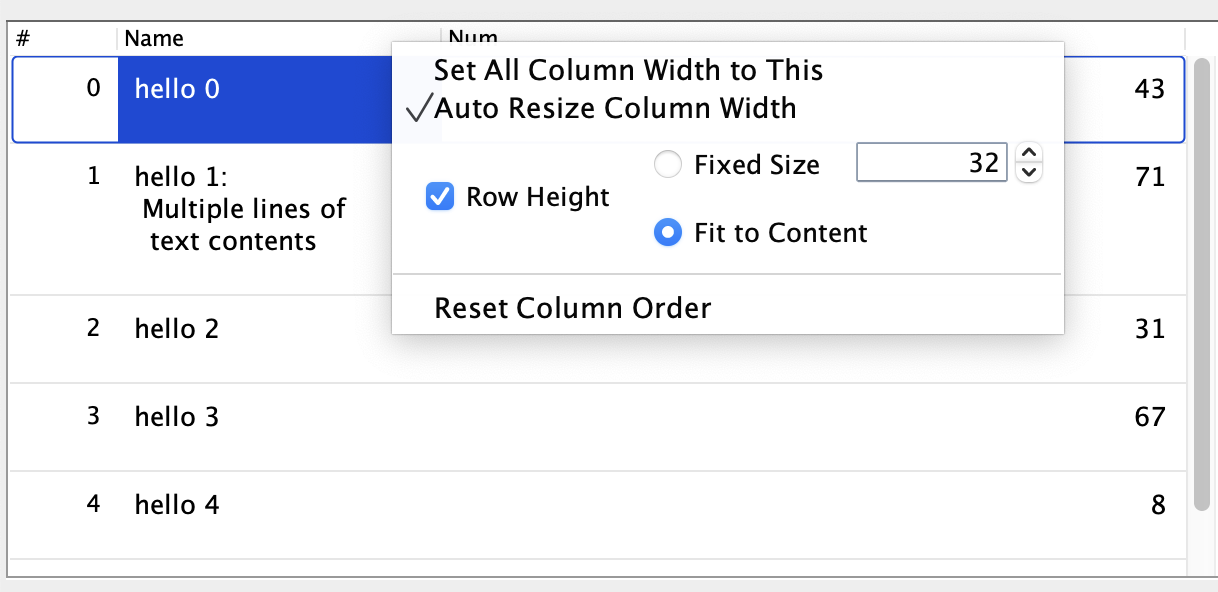 # Name Num
Set All Column Width to This
0 hello 0 43
Auto Resize Column Width
Fixed Size 32
1 hello 1: 71
Row Height
Multiple lines of
Fit to Content
text contents
Reset Column Order
2 hello 2 31
3 hello 3 67
4 hello 4 8